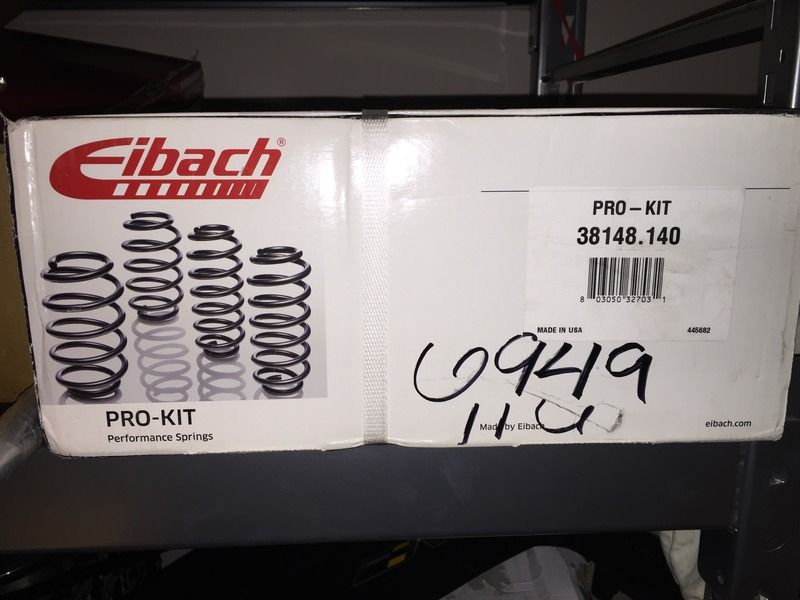 Eibach®
PRO-KIT
Performance Springs
PRO-KIT
38148.140
8 03050 32703 1
MADE IN USA 445682
6949
Made by Eibach
eibach.com